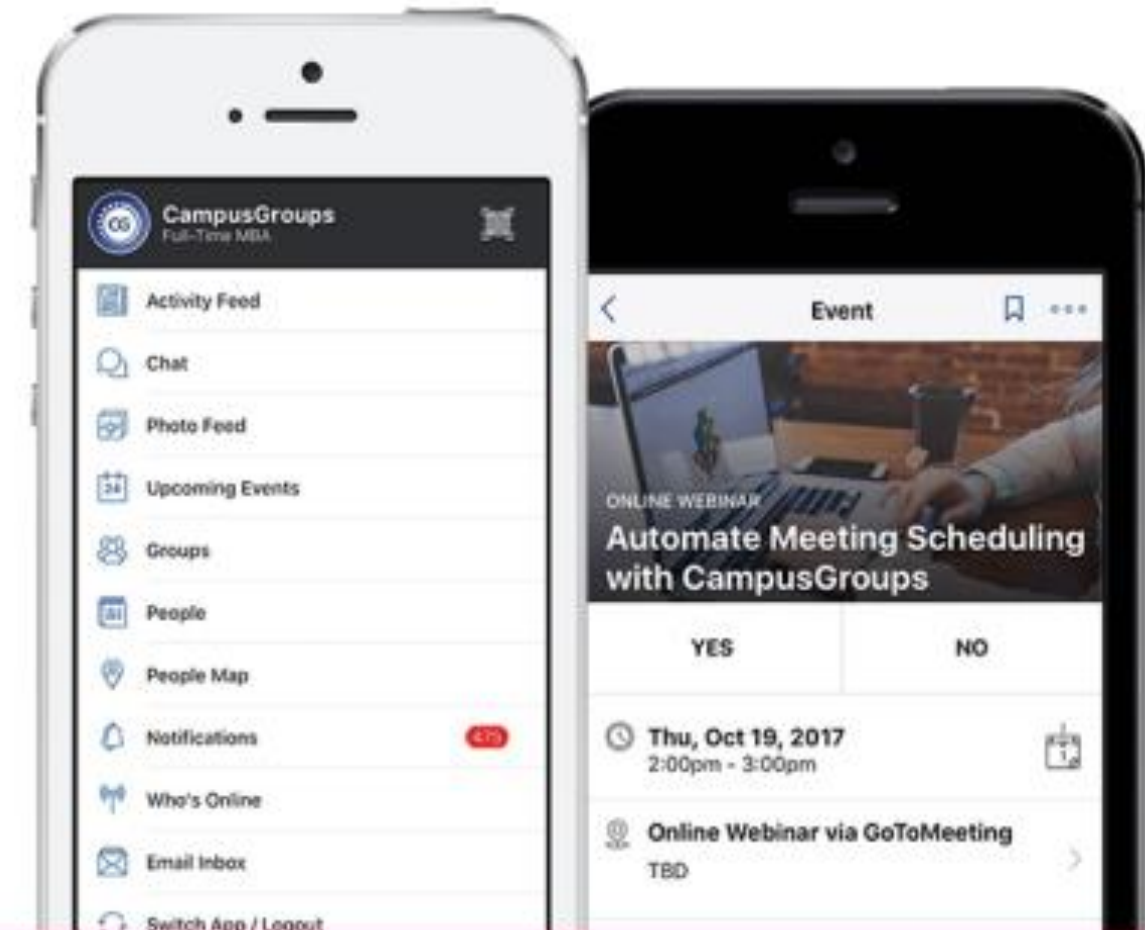 CampusGroups
Full-Time MBA
Activity Feed
Chat
Photo Feed
Upcoming Events
Groups
People
People Map
Notifications
475
Who's Online
Email Inbox
Switch App / Logout
Event
ONLINE WEBINAR
Automate Meeting Scheduling
with CampusGroups
YES
NO
Thu, Oct 19, 2017
2:00pm - 3:00pm
Online Webinar via GoToMeeting
TBD